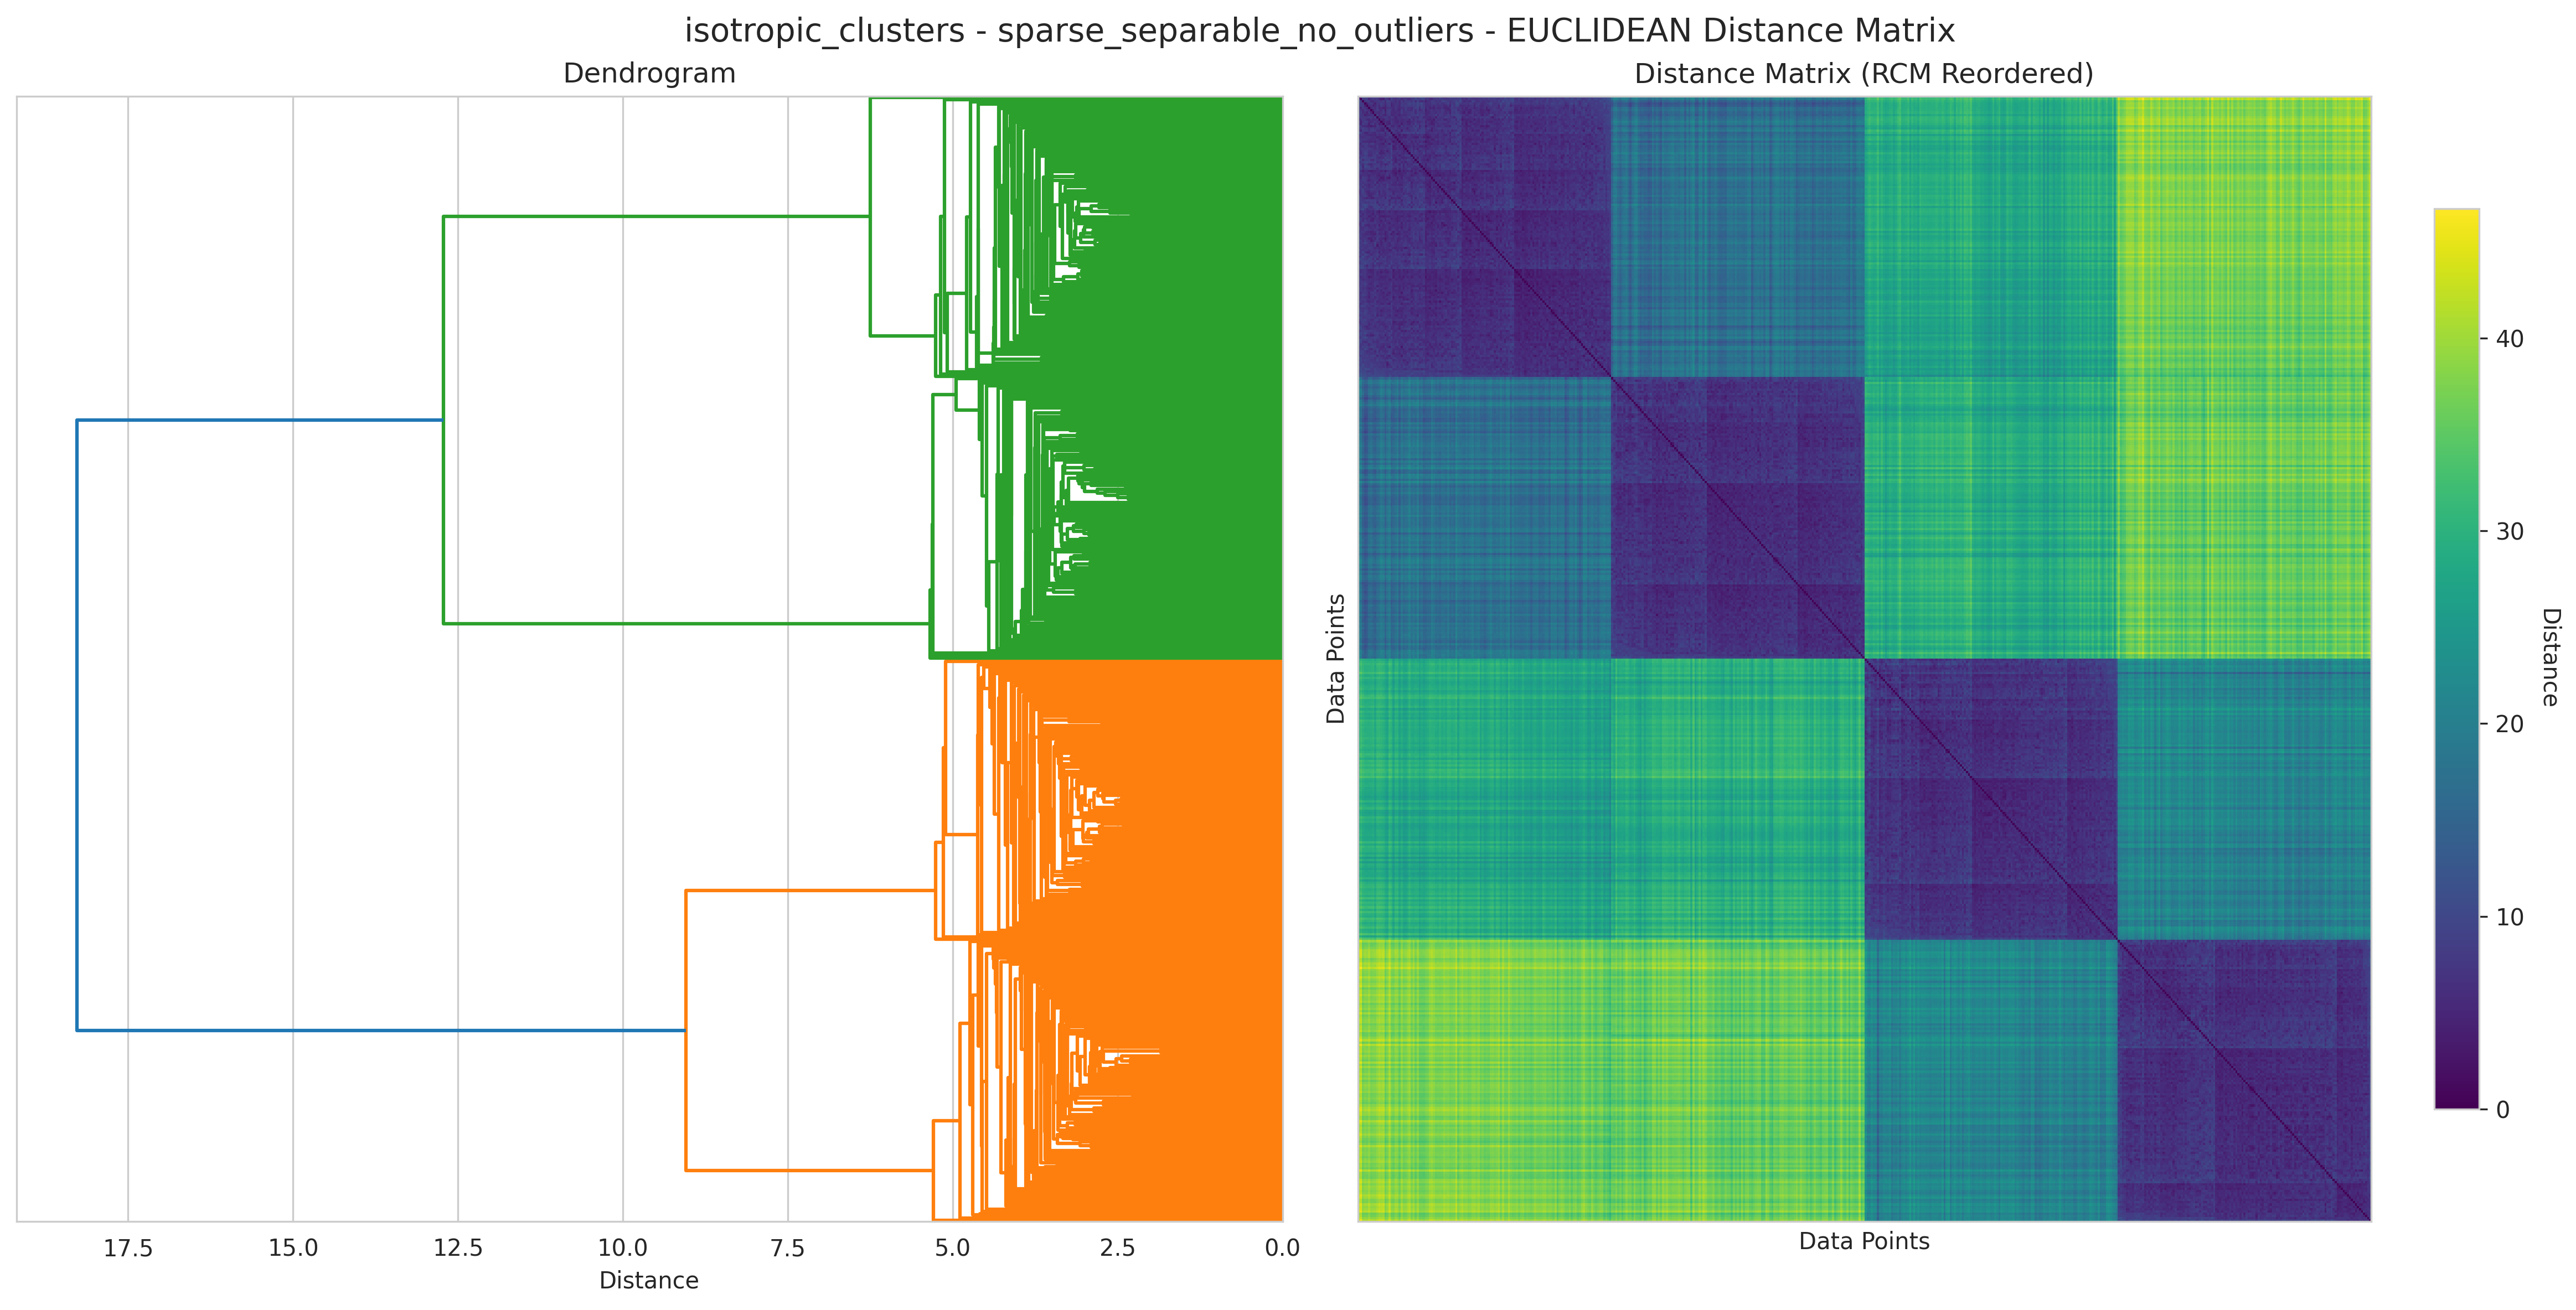 isotropic_clusters - sparse_separable_no_outliers - EUCLIDEAN Distance Matrix
Dendrogram
17.5 15.0 12.5 10.0 7.5 5.0 2.5 0.0
Distance
Distance Matrix (RCM Reordered)
Data Points
Data Points
40
30
20
10
0
Distance